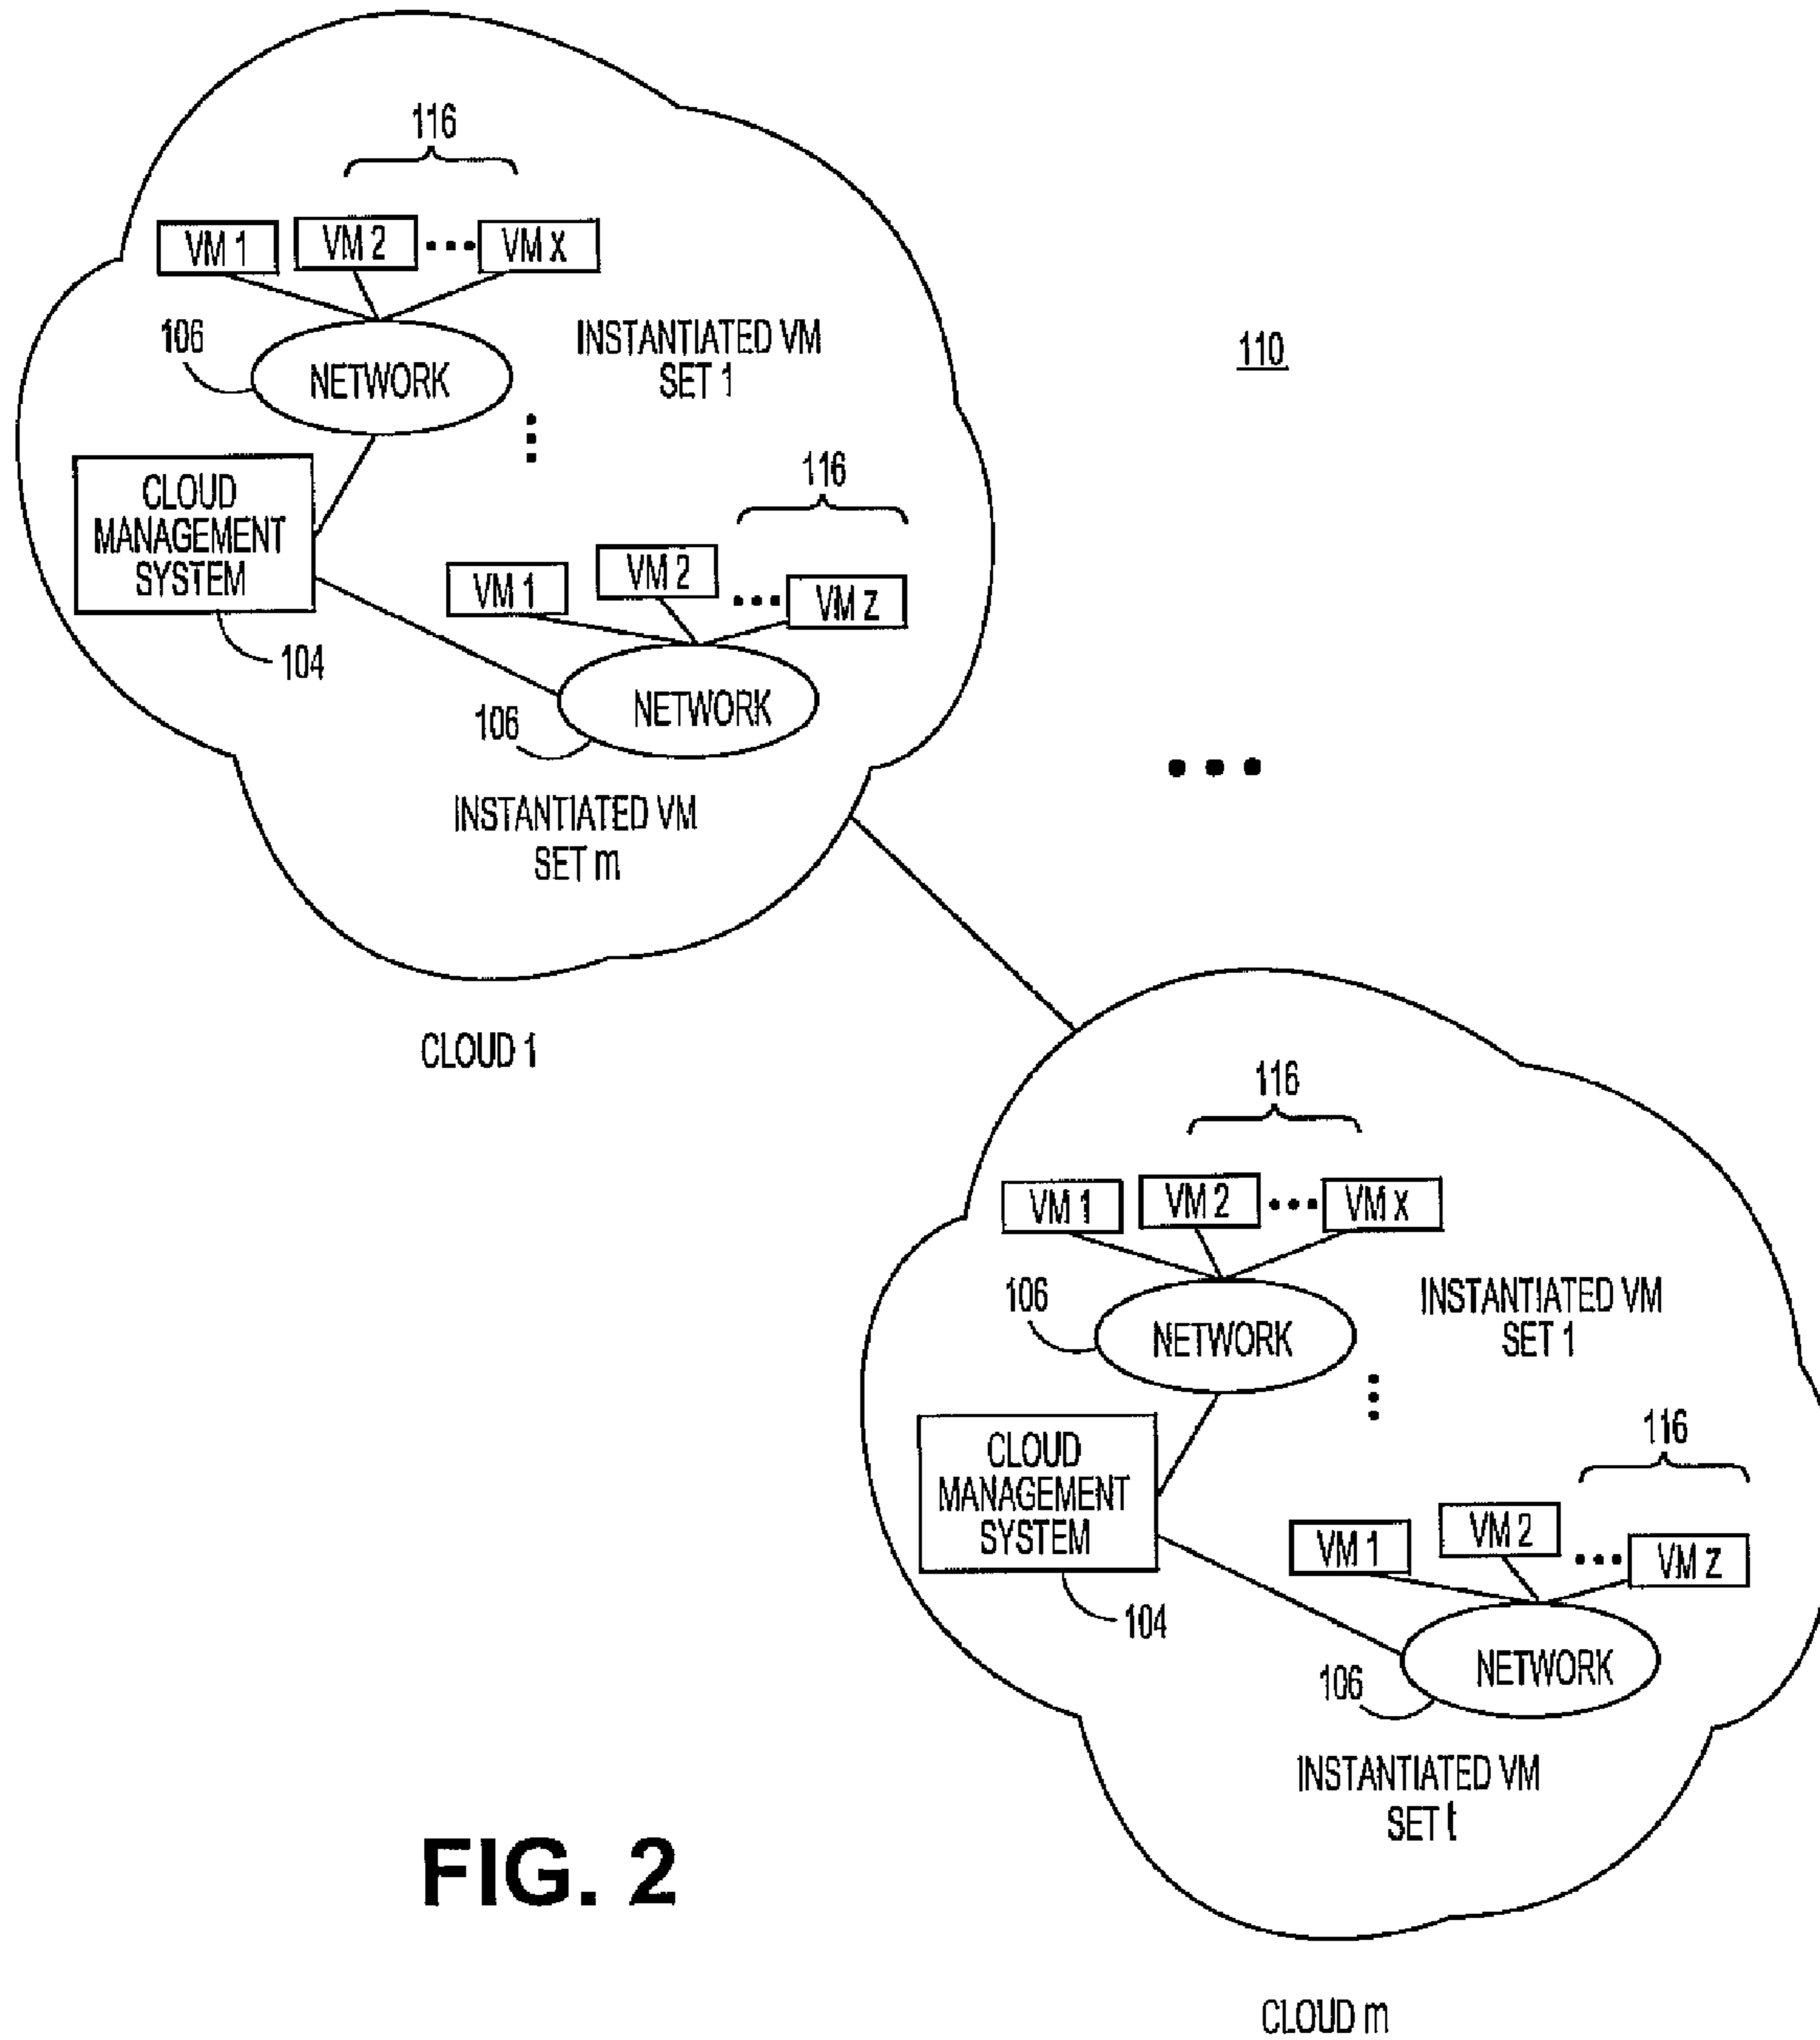 116
VM 1
VM 2
VM X
106
NETWORK
INSTANTIATED VM
SET 1
110
CLOUD
MANAGEMENT
SYSTEM
104
116
VM 1
VM 2
VM Z
106
NETWORK
INSTANTIATED VM
SET m
CLOUD 1
116
VM 1
VM 2
VM X
106
NETWORK
INSTANTIATED VM
SET 1
CLOUD
MANAGEMENT
SYSTEM
104
116
VM 1
VM 2
VM Z
106
NETWORK
INSTANTIATED VM
SET t
FIG. 2
CLOUD m